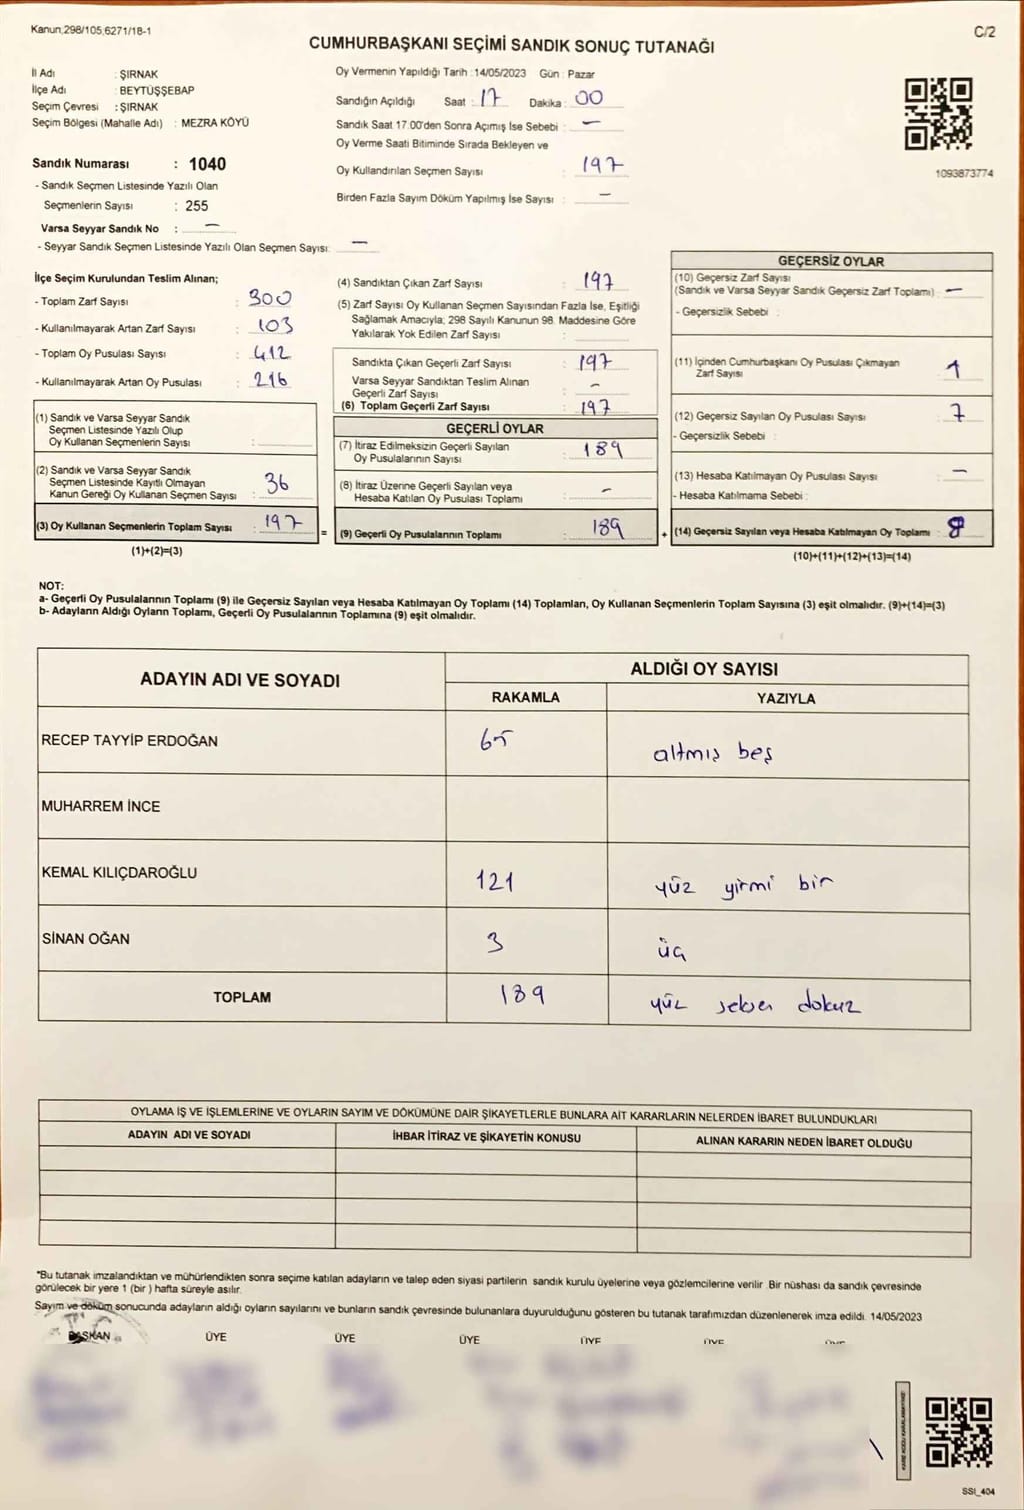 Kanun,298/105,6271/18-1
C/2
CUMHURBAŞKANI SEÇİMİ SANDIK SONUÇ TUTANAĞI
İl Adı : ŞIRNAK
İlçe Adı : BEYTÜŞŞEBAP
Seçim Çevresi : ŞIRNAK
Seçim Bölgesi (Mahalle Adı) : MEZRA KÖYÜ
Sandık Numarası : 1040
- Sandık Seçmen Listesinde Yazılı Olan
Seçmenlerin Sayısı : 255
Varsa Seyyar Sandık No : —
- Seyyar Sandık Seçmen Listesinde Yazılı Olan Seçmen Sayısı: —
Oy Vermenin Yapıldığı Tarih : 14/05/2023 Gün : Pazar
Sandığın Açıldığı Saat : 17 Dakika : 00
Sandık Saat 17:00'den Sonra Açımış İse Sebebi : —
Oy Verme Saati Bitiminde Sırada Bekleyen ve
Oy Kullandırılan Seçmen Sayısı : 197
Birden Fazla Sayım Döküm Yapılmış İse Sayısı : —
1093873774
İlçe Seçim Kurulundan Teslim Alınan;
- Toplam Zarf Sayısı : 300
- Kullanılmayarak Artan Zarf Sayısı : 103
- Toplam Oy Pusulası Sayısı : 412
- Kullanılmayarak Artan Oy Pusulası : 216
(1) Sandık ve Varsa Seyyar Sandık
Seçmen Listesinde Yazılı Olup
Oy Kullanan Seçmenlerin Sayısı :
(2) Sandık ve Varsa Seyyar Sandık
Seçmen Listesinde Kayıtlı Olmayan
Kanun Gereği Oy Kullanan Seçmen Sayısı : 36
(3) Oy Kullanan Seçmenlerin Toplam Sayısı : 197
(1)+(2)=(3)
=
(4) Sandıktan Çıkan Zarf Sayısı : 197
(5) Zarf Sayısı Oy Kullanan Seçmen Sayısından Fazla İse, Eşitliği
Sağlamak Amacıyla; 298 Sayılı Kanunun 98. Maddesine Göre
Yakılarak Yok Edilen Zarf Sayısı :
Sandıkta Çıkan Geçerli Zarf Sayısı : 197
Varsa Seyyar Sandıktan Teslim Alınan
Geçerli Zarf Sayısı : —
(6) Toplam Geçerli Zarf Sayısı : 197
GEÇERLİ OYLAR
(7) İtiraz Edilmeksizin Geçerli Sayılan
Oy Pusulalarının Sayısı : 189
(8) İtiraz Üzerine Geçerli Sayılan veya
Hesaba Katılan Oy Pusulası Toplamı : —
(9) Geçerli Oy Pusulalarının Toplamı : 189
+
GEÇERSİZ OYLAR
(10) Geçersiz Zarf Sayısı
(Sandık ve Varsa Seyyar Sandık Geçersiz Zarf Toplamı) : —
- Geçersizlik Sebebi :
(11) İçinden Cumhurbaşkanı Oy Pusulası Çıkmayan
Zarf Sayısı : 1
(12) Geçersiz Sayılan Oy Pusulası Sayısı : 7
- Geçersizlik Sebebi :
(13) Hesaba Katılmayan Oy Pusulası Sayısı : —
- Hesaba Katılmama Sebebi :
(14) Geçersiz Sayılan veya Hesaba Katılmayan Oy Toplamı : 8
(10)+(11)+(12)+(13)=(14)
NOT:
a- Geçerli Oy Pusulalarının Toplamı (9) ile Geçersiz Sayılan veya Hesaba Katılmayan Oy Toplamı (14) Toplamları, Oy Kullanan Seçmenlerin Toplam Sayısına (3) eşit olmalıdır. (9)+(14)=(3)
b- Adayların Aldığı Oyların Toplamı, Geçerli Oy Pusulalarının Toplamına (9) eşit olmalıdır.
ADAYIN ADI VE SOYADI
ALDIĞI OY SAYISI
RAKAMLA YAZIYLA
RECEP TAYYİP ERDOĞAN 65 altmış beş
MUHARREM İNCE
KEMAL KILIÇDAROĞLU 121 yüz yirmi bir
SİNAN OĞAN 3 üç
TOPLAM 189 yüz seksen dokuz
OYLAMA İŞ VE İŞLEMLERİNE VE OYLARIN SAYIM VE DÖKÜMÜNE DAİR ŞİKAYETLERLE BUNLARA AİT KARARLARIN NELERDEN İBARET BULUNDUKLARI
ADAYIN ADI VE SOYADI İHBAR İTİRAZ VE ŞİKAYETİN KONUSU ALINAN KARARIN NEDEN İBARET OLDUĞU
*Bu tutanak imzalandıktan ve mühürlendikten sonra seçime katılan adayların ve talep eden siyasi partilerin sandık kurulu üyelerine veya gözlemcilerine verilir. Bir nüshası da sandık çevresinde
görülecek bir yere 1 (bir) hafta süreyle asılır.
Sayım ve döküm sonucunda adayların aldığı oyların sayılarını ve bunların sandık çevresinde bulunanlara duyurulduğunu gösteren bu tutanak tarafımızdan düzenlenerek imza edildi. 14/05/2023
BAŞKAN ÜYE ÜYE ÜYE ÜYE ÜYE ÜYE
SSI_404